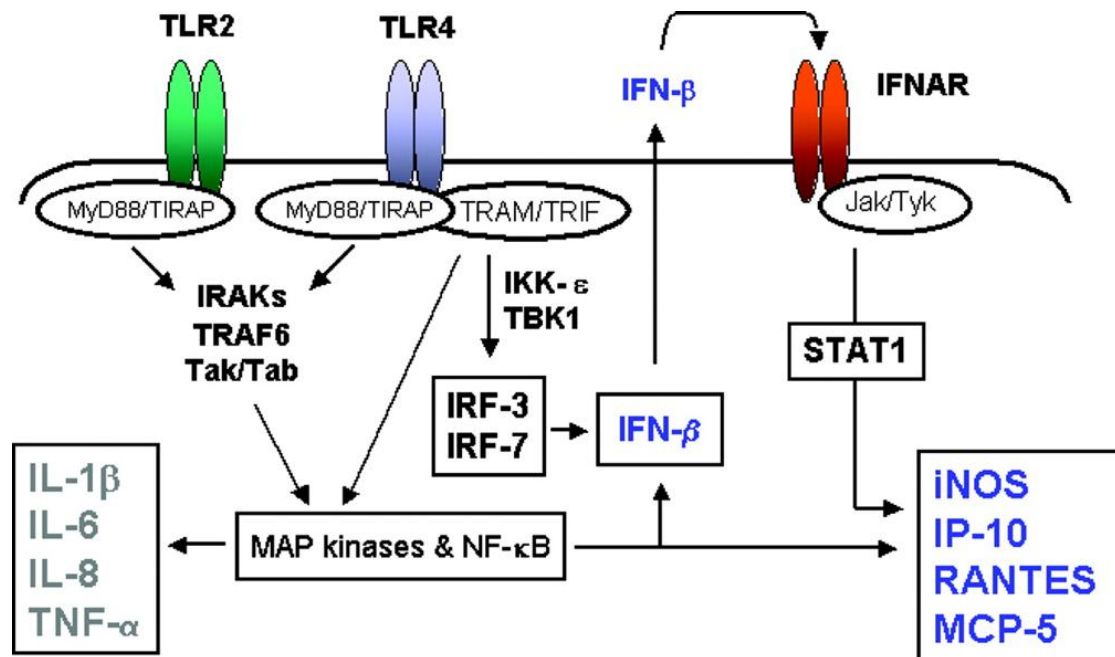 TLR2
TLR4
IFN-β
IFNAR
MyD88/TIRAP
MyD88/TIRAP
TRAM/TRIF
Jak/Tyk
IRAKs
TRAF6
Tak/Tab
IKK- ε
TBK1
STAT1
IRF-3
IRF-7
IFN-β
IL-1β
IL-6
IL-8
TNF-α
MAP kinases & NF-κB
iNOS
IP-10
RANTES
MCP-5